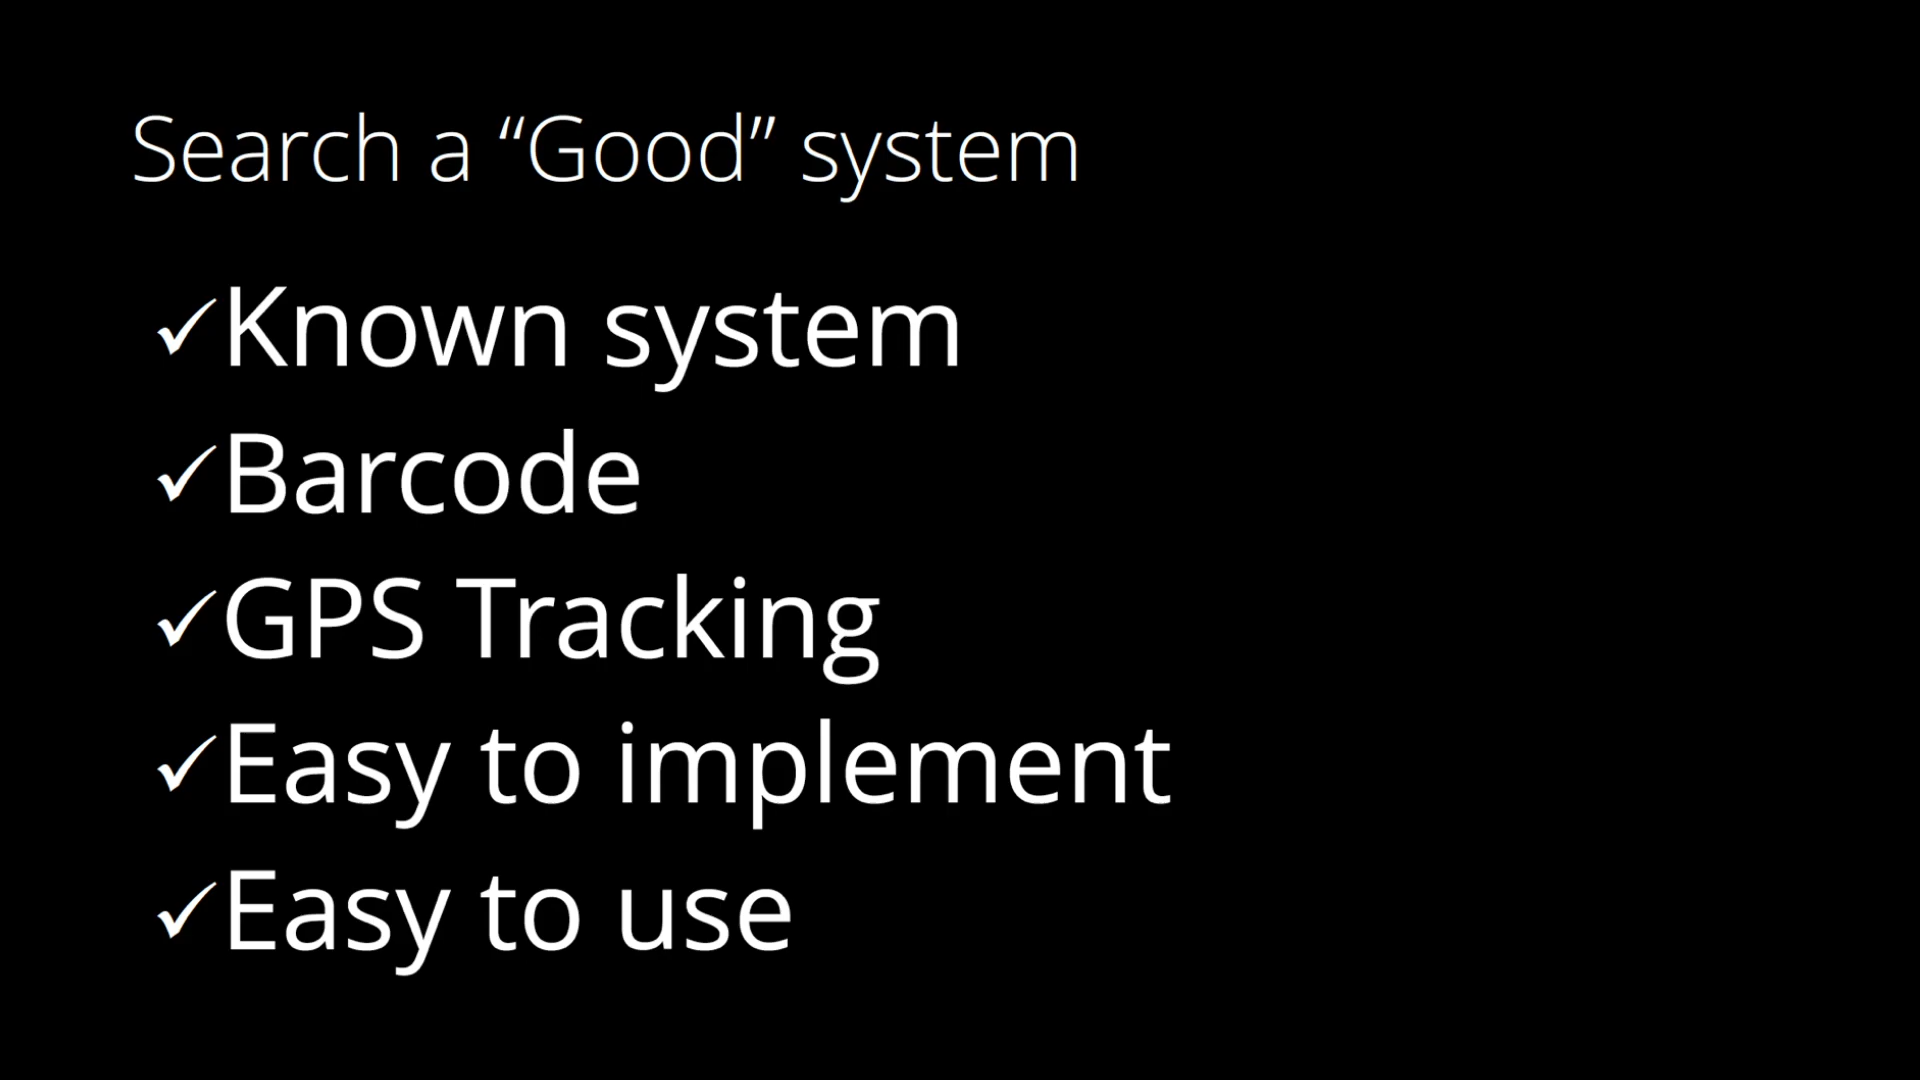 Search a “Good” system
✓Known system
✓Barcode
✓GPS Tracking
✓Easy to implement
✓Easy to use